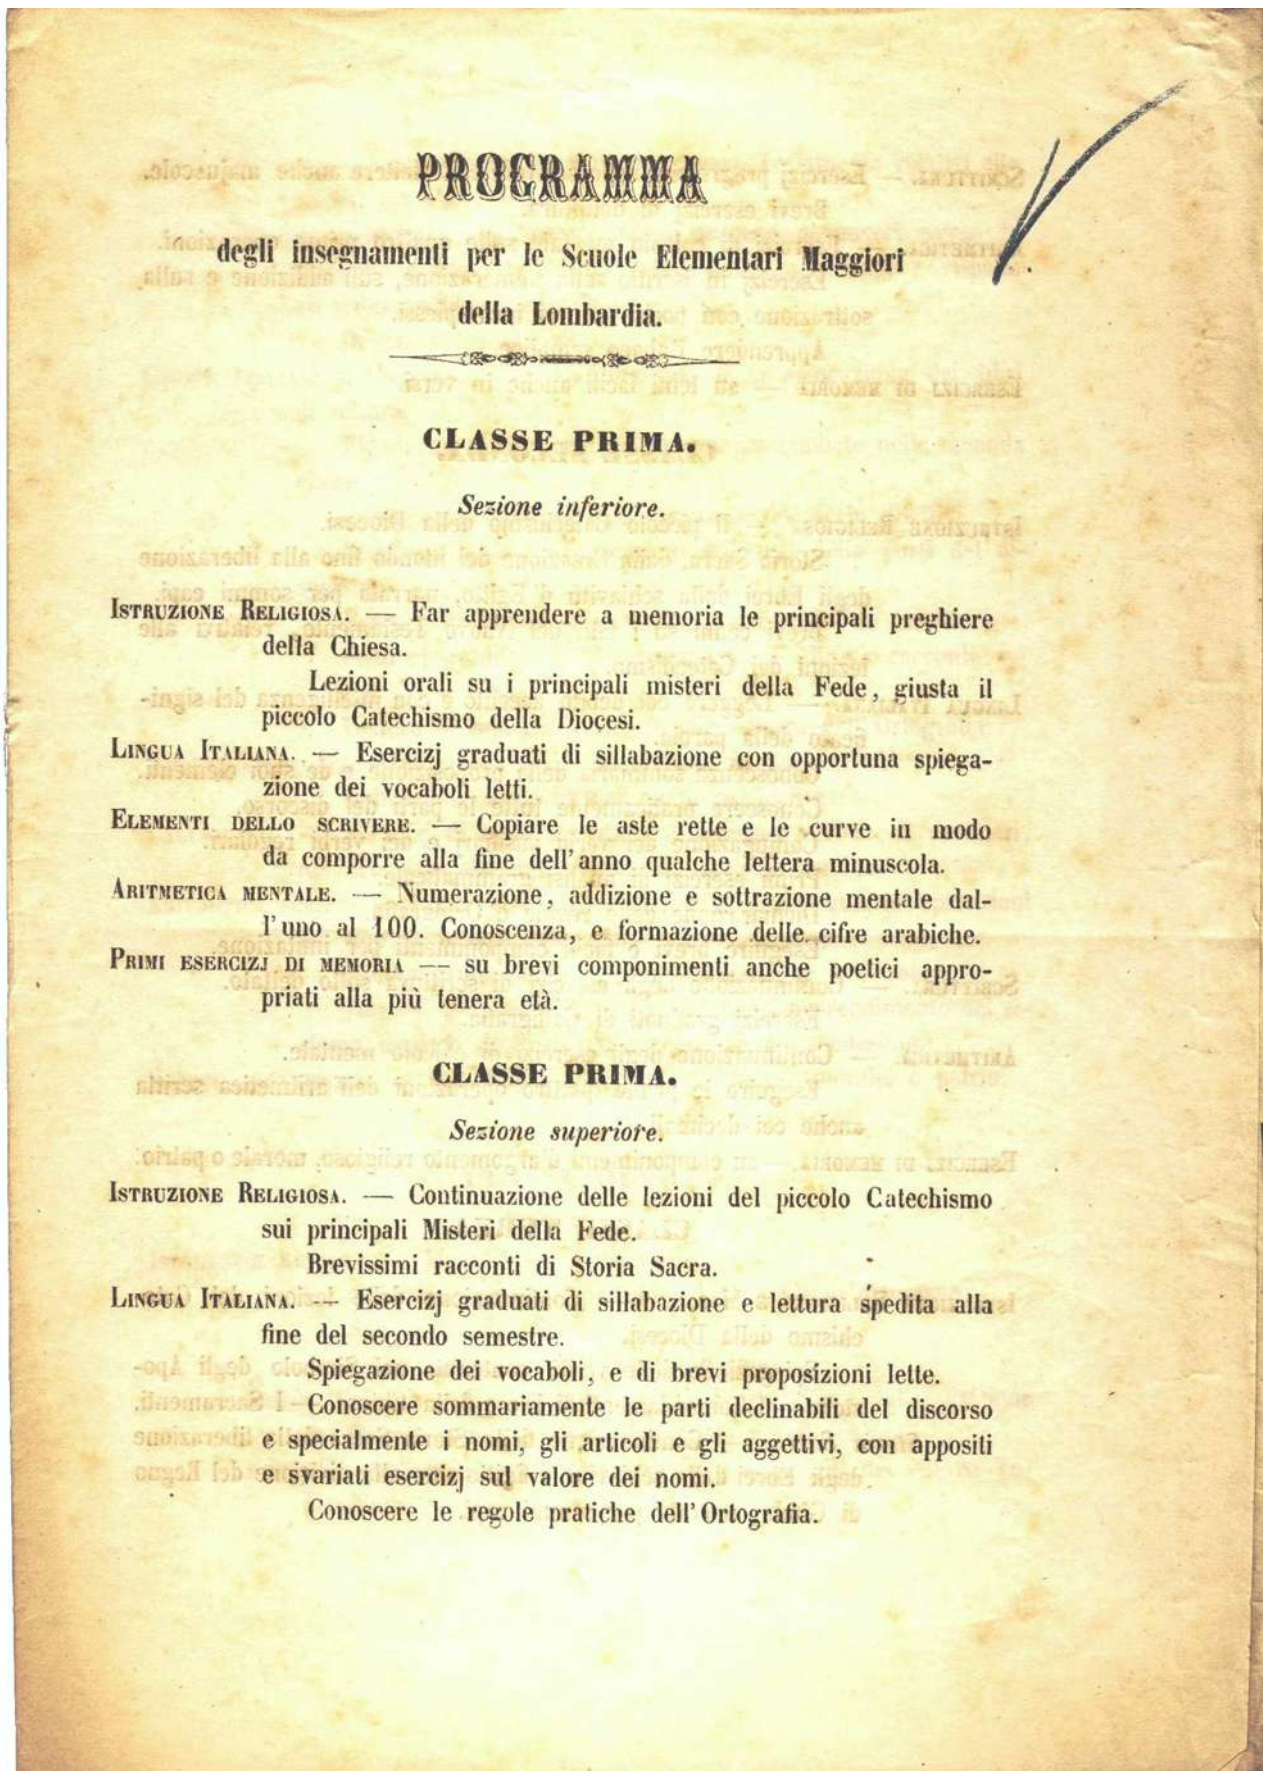 PROGRAMMA
degli insegnamenti per le Scuole Elementari Maggiori
della Lombardia.
CLASSE PRIMA.
Sezione inferiore.
ISTRUZIONE RELIGIOSA. — Far apprendere a memoria le principali preghiere
della Chiesa.
Lezioni orali su i principali misteri della Fede, giusta il
piccolo Catechismo della Diocesi.
LINGUA ITALIANA. — Esercizj graduati di sillabazione con opportuna spiega-
zione dei vocaboli letti.
ELEMENTI DELLO SCRIVERE. — Copiare le aste rette e le curve in modo
da comporre alla fine dell'anno qualche lettera minuscola.
ARITMETICA MENTALE. — Numerazione, addizione e sottrazione mentale dal-
l'uno al 100. Conoscenza, e formazione delle cifre arabiche.
PRIMI ESERCIZJ DI MEMORIA — su brevi componimenti anche poetici appro-
priati alla più tenera età.
CLASSE PRIMA.
Sezione superiore.
ISTRUZIONE RELIGIOSA. — Continuazione delle lezioni del piccolo Catechismo
sui principali Misteri della Fede.
Brevissimi racconti di Storia Sacra.
LINGUA ITALIANA. — Esercizj graduati di sillabazione e lettura spedita alla
fine del secondo semestre.
Spiegazione dei vocaboli, e di brevi proposizioni lette.
Conoscere sommariamente le parti declinabili del discorso
e specialmente i nomi, gli articoli e gli aggettivi, con appositi
e svariati esercizj sul valore dei nomi.
Conoscere le regole pratiche dell'Ortografia.